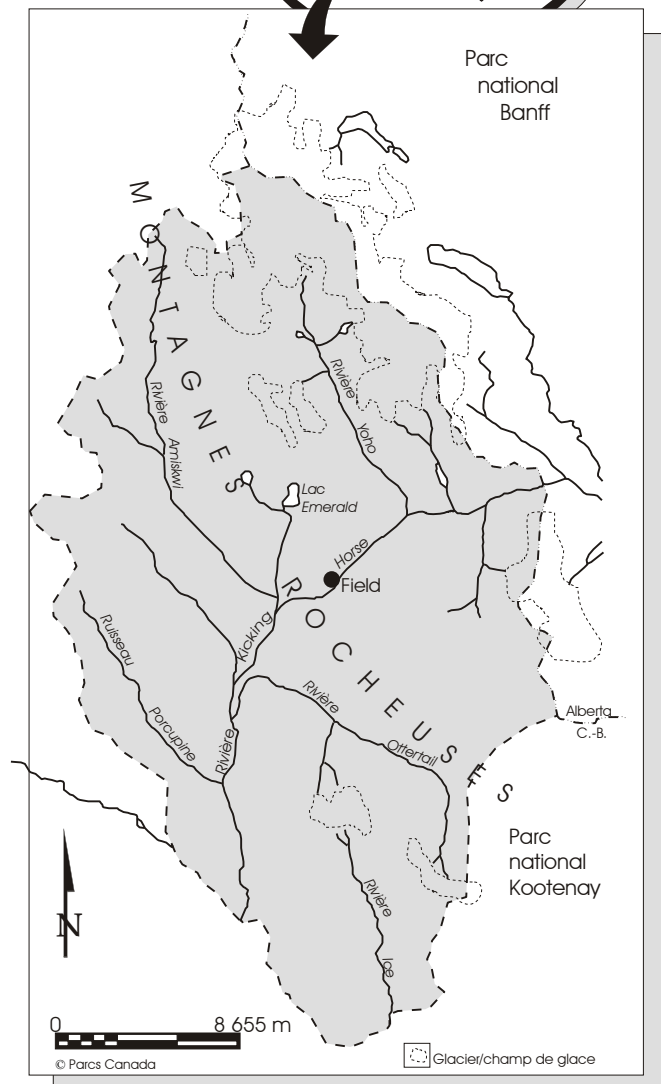 Parc
national
Banff
MONTAGNES
ROCHEUSES
Rivière
Amiskwi
Rivière
Yoho
Lac
Emerald
Horse
Field
Kicking
Rivière
Ruisseau
Porcupine
Rivière
Ottertail
Alberta
C.-B.
Parc
national
Kootenay
Rivière
Ice
N
0 8 655 m
© Parcs Canada
Glacier/champ de glace